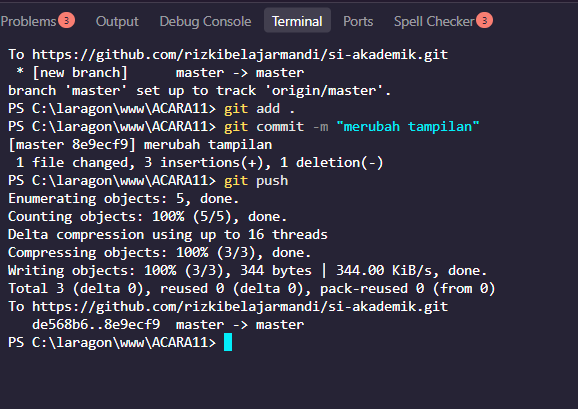 Problems 3 Output Debug Console Terminal Ports Spell Checker 3
To https://github.com/rizkibelajarmandi/si-akademik.git
 * [new branch]      master -> master
branch 'master' set up to track 'origin/master'.
PS C:\laragon\www\ACARA11> git add .
PS C:\laragon\www\ACARA11> git commit -m "merubah tampilan"
[master 8e9ecf9] merubah tampilan
 1 file changed, 3 insertions(+), 1 deletion(-)
PS C:\laragon\www\ACARA11> git push
Enumerating objects: 5, done.
Counting objects: 100% (5/5), done.
Delta compression using up to 16 threads
Compressing objects: 100% (3/3), done.
Writing objects: 100% (3/3), 344 bytes | 344.00 KiB/s, done.
Total 3 (delta 0), reused 0 (delta 0), pack-reused 0 (from 0)
To https://github.com/rizkibelajarmandi/si-akademik.git
   de568b6..8e9ecf9  master -> master
PS C:\laragon\www\ACARA11>